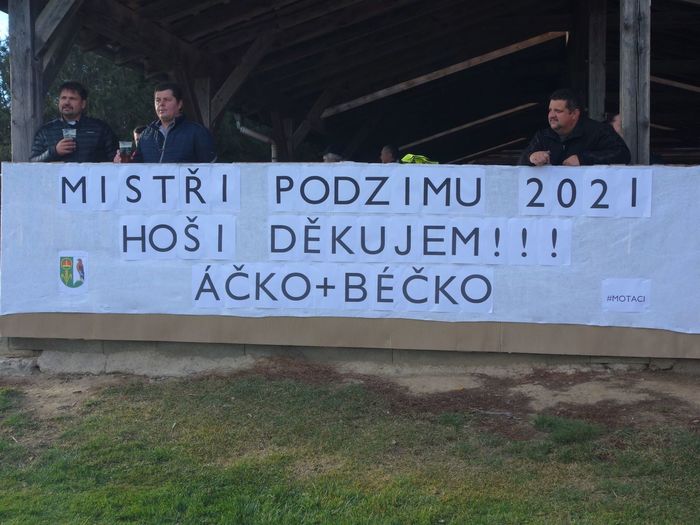 MISTŘI PODZIMU 2021
HOŠI DĚKUJEM!!!
ÁČKO+BÉČKO
#MOTACI